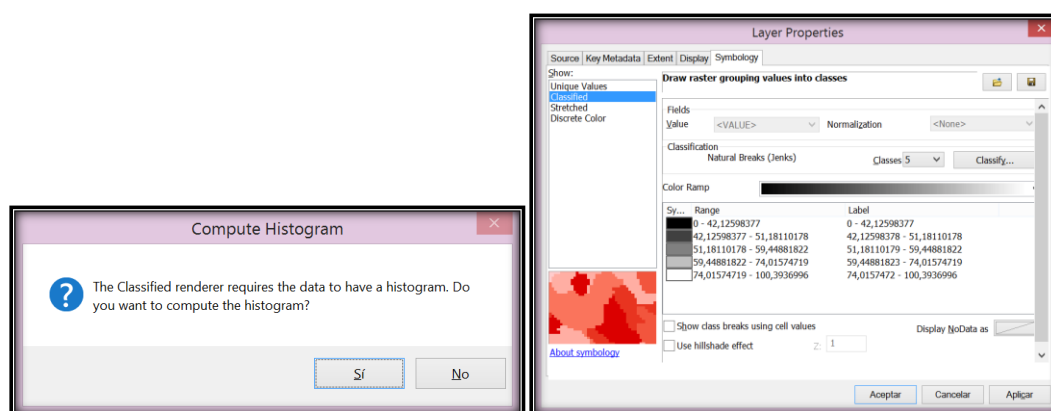 Compute Histogram
The Classified renderer requires the data to have a histogram. Do
you want to compute the histogram?
Sí
No
Layer Properties
Source Key Metadata Extent Display Symbology
Show:
Unique Values
Classified
Stretched
Discrete Color
About symbology
Draw raster grouping values into classes
Fields
Value <VALUE> Normalization <None>
Classification
Natural Breaks (Jenks) Classes 5 Classify...
Color Ramp
Sy... Range Label
0 - 42,12598377 0 - 42,12598377
42,12598377 - 51,18110178 42,12598378 - 51,18110178
51,18110178 - 59,44881822 51,18110179 - 59,44881822
59,44881822 - 74,01574719 59,44881823 - 74,01574719
74,01574719 - 100,3936996 74,0157472 - 100,3936996
Show class breaks using cell values Display NoData as
Use hillshade effect Z: 1
Aceptar Cancelar Aplicar